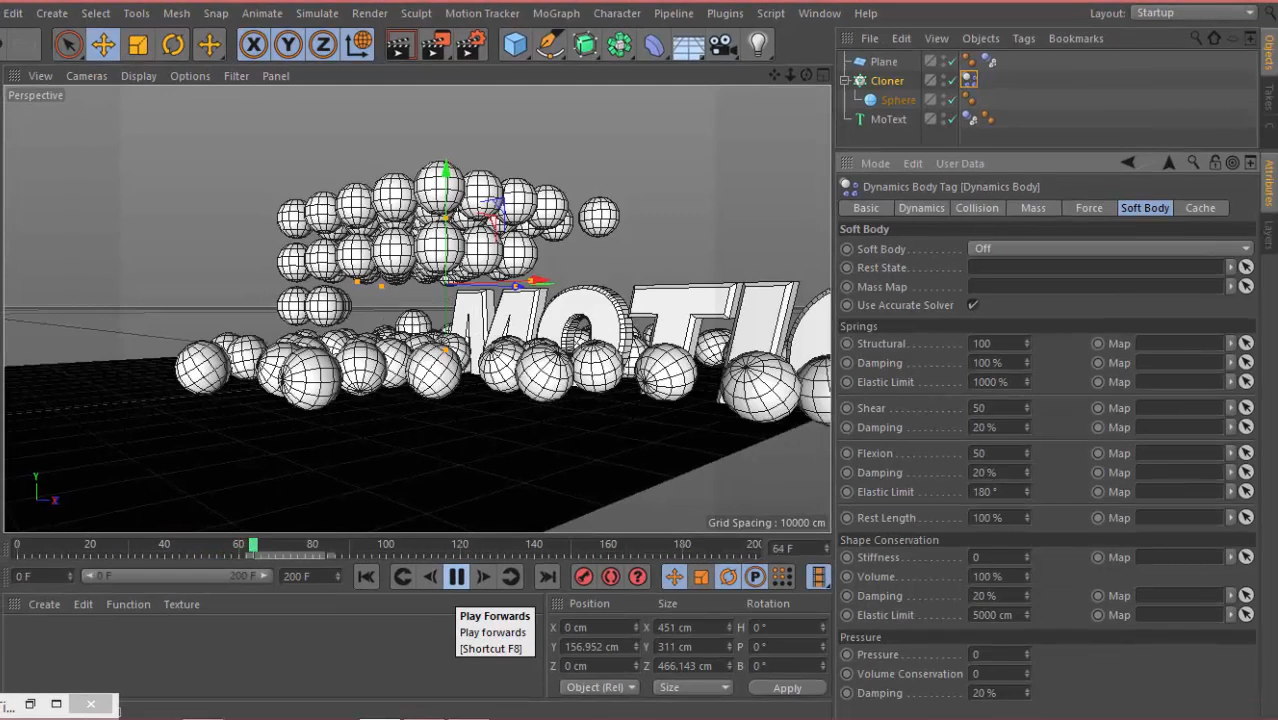 Edit Create Select Tools Mesh Snap Animate Simulate Render Sculpt Motion Tracker MoGraph Character Pipeline Plugins Script Window Help Layout: Startup
X Y Z
File Edit View Objects Tags Bookmarks
Plane
Cloner
Sphere
MoText
Objects
Takes
View Cameras Display Options Filter Panel
Perspective
MOTIO
Y
X
Grid Spacing : 10000 cm
Mode Edit User Data
Dynamics Body Tag [Dynamics Body]
Basic Dynamics Collision Mass Force Soft Body Cache
Attributes
Layers
Soft Body
Soft Body Off
Rest State
Mass Map
Use Accurate Solver
Springs
Structural 100 Map
Damping 100 % Map
Elastic Limit 1000 % Map
Shear 50 Map
Damping 20 % Map
Flexion 50 Map
Damping 20 % Map
Elastic Limit 180 ° Map
Rest Length 100 % Map
Shape Conservation
Stiffness 0 Map
Volume 100 %
Damping 20 % Map
Elastic Limit 5000 cm Map
Pressure
Pressure 0
Volume Conservation 0
Damping 20 %
0 20 40 60 80 100 120 140 160 180 200 64 F
0 F 0 F 200 F 200 F
P
Create Edit Function Texture
Play Forwards
Play forwards
[Shortcut F8]
Position Size Rotation
X 0 cm X 451 cm H 0 °
Y 156.952 cm Y 311 cm P 0 °
Z 0 cm Z 466.143 cm B 0 °
Object (Rel) Size Apply